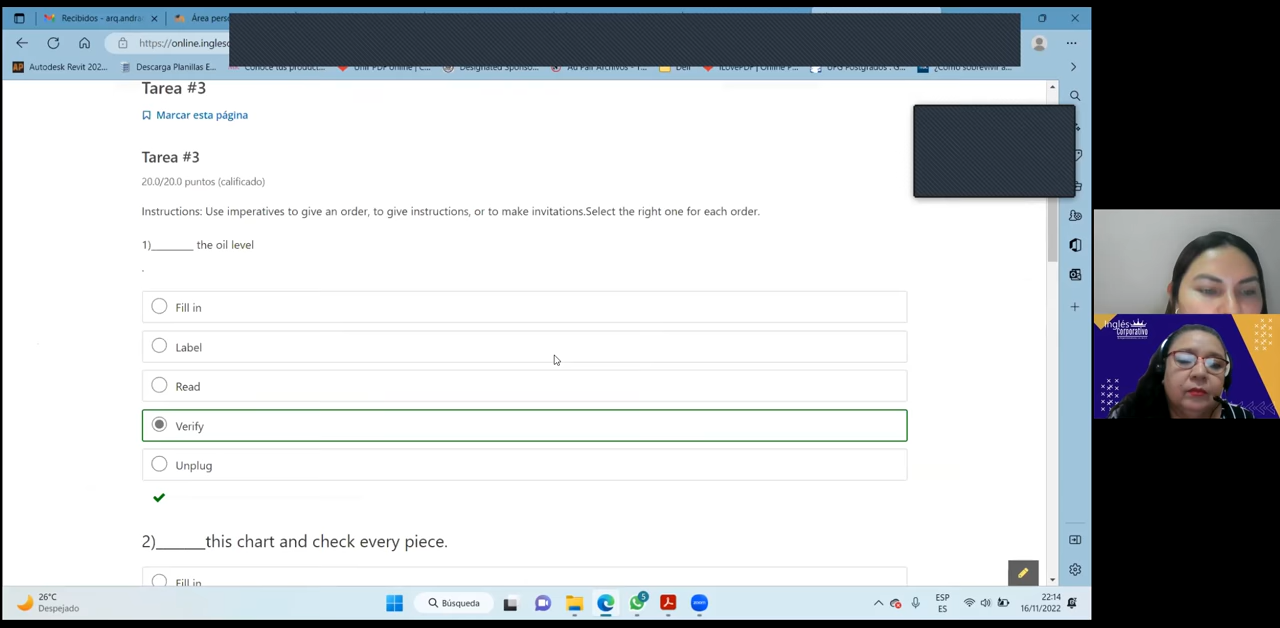 Recibidos - arq.andra
Área pers
https://online.inglesc
Autodesk Revit 202...
Descarga Planillas E...
Tarea #3
Marcar esta página
Tarea #3
20.0/20.0 puntos (calificado)
Instructions: Use imperatives to give an order, to give instructions, or to make invitations.Select the right one for each order.
1)_______ the oil level
.
Fill in
Label
Read
Verify
Unplug
2)______this chart and check every piece.
Fill in
Inglés
Corporativo
26°C
Despejado
Búsqueda
5
ESP
ES
22:14
16/11/2022